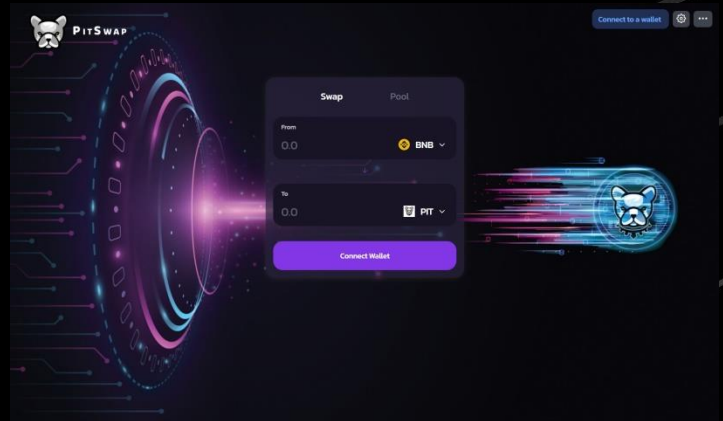 PITSWAP
Connect to a wallet
Swap Pool
From
0.0 BNB
To
0.0 PIT
Connect Wallet